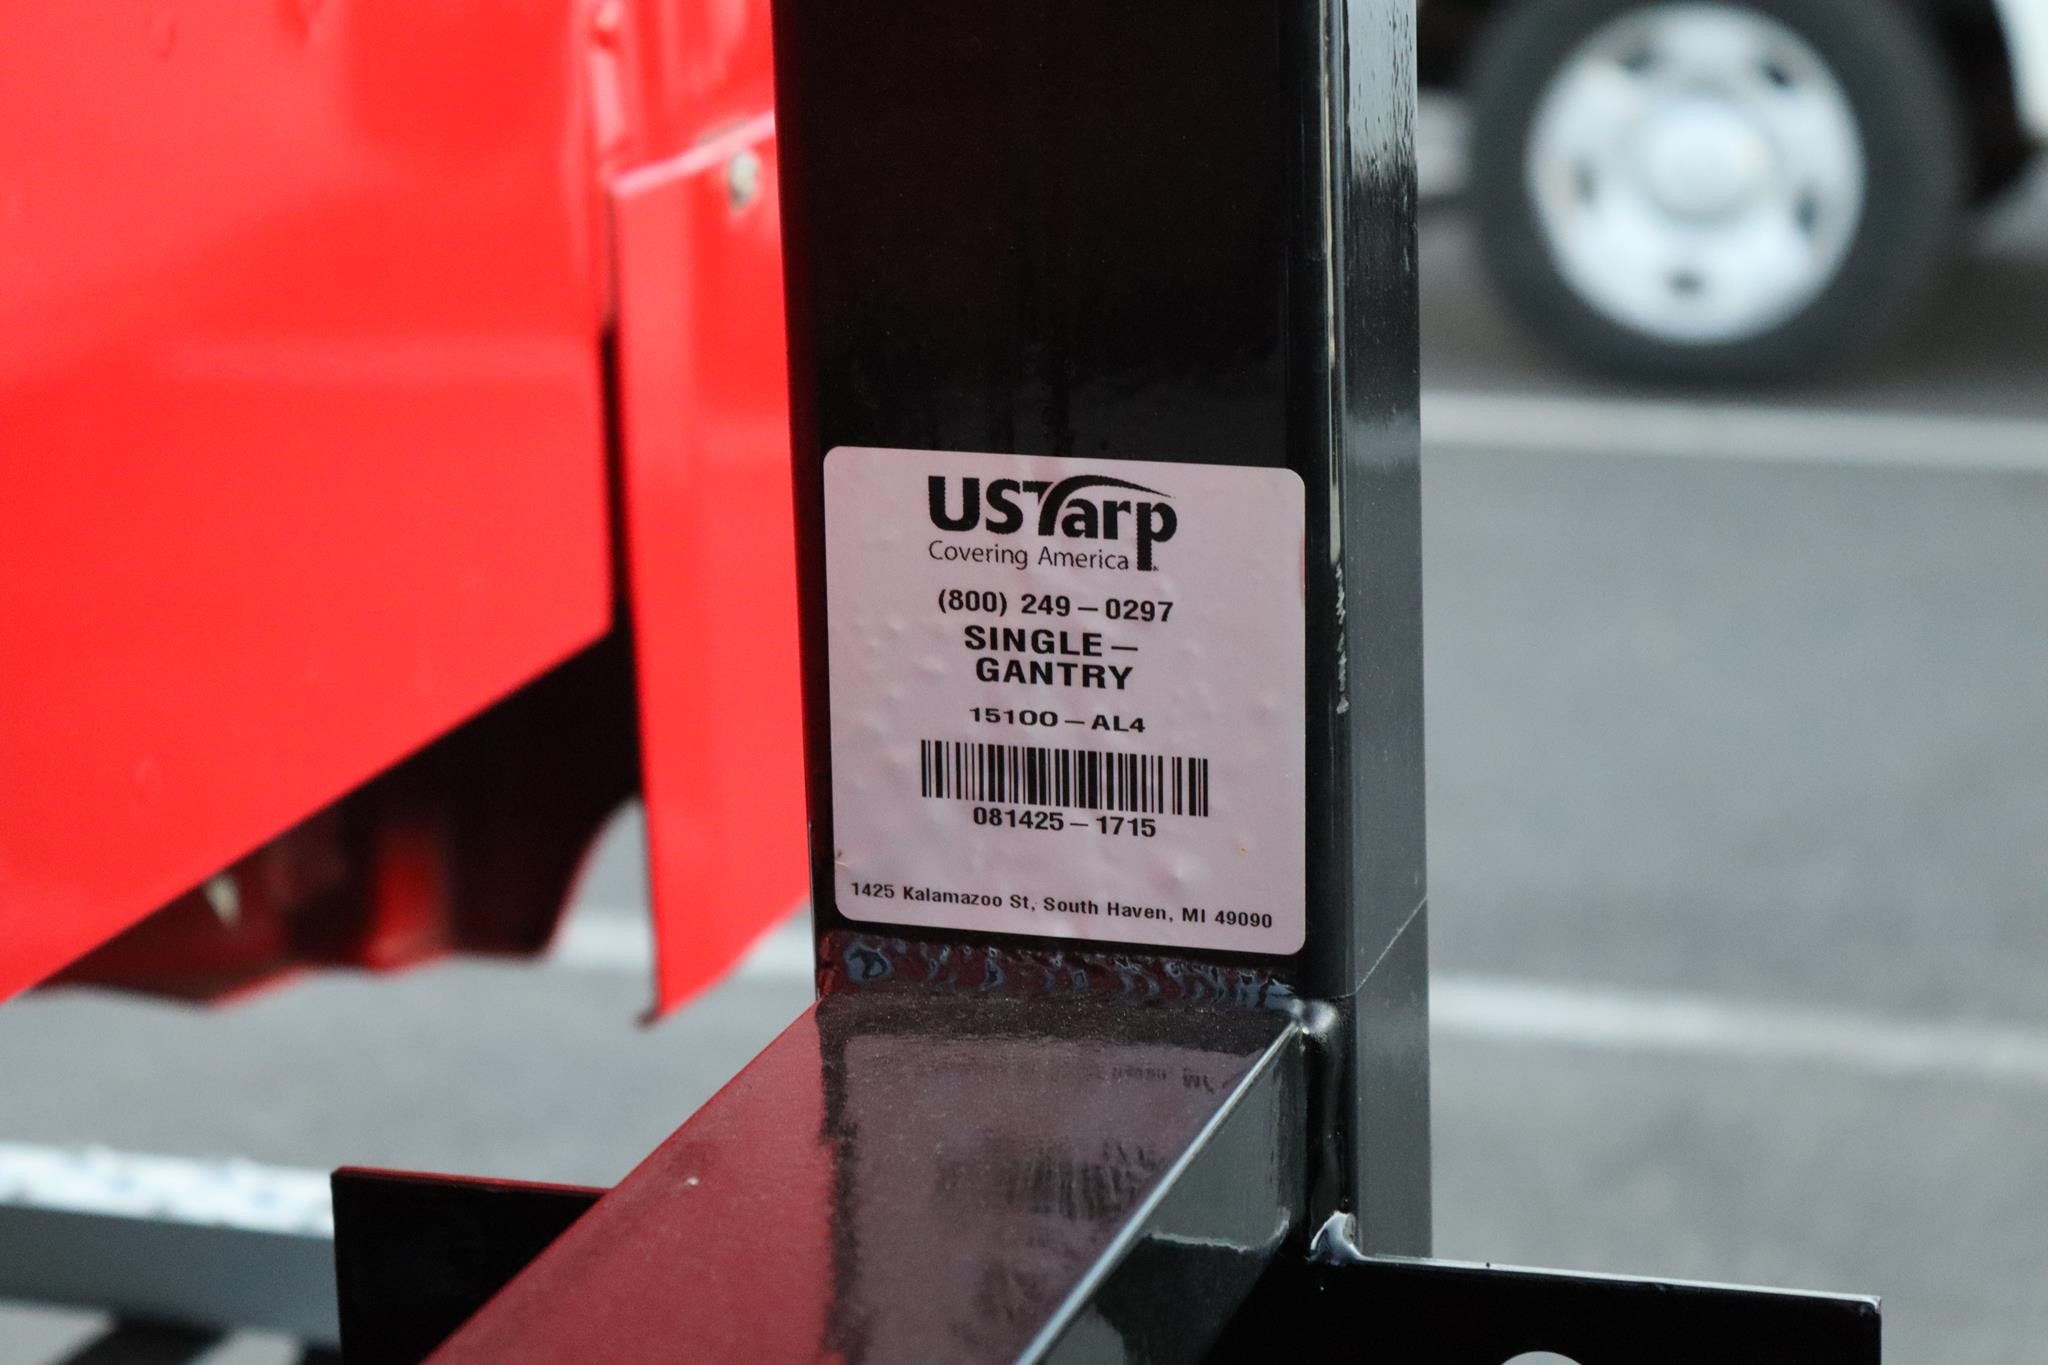 USTarp
Covering America
(800) 249-0297
SINGLE-
GANTRY
15100-AL4
081425-1715
1425 Kalamazoo St, South Haven, MI 49090